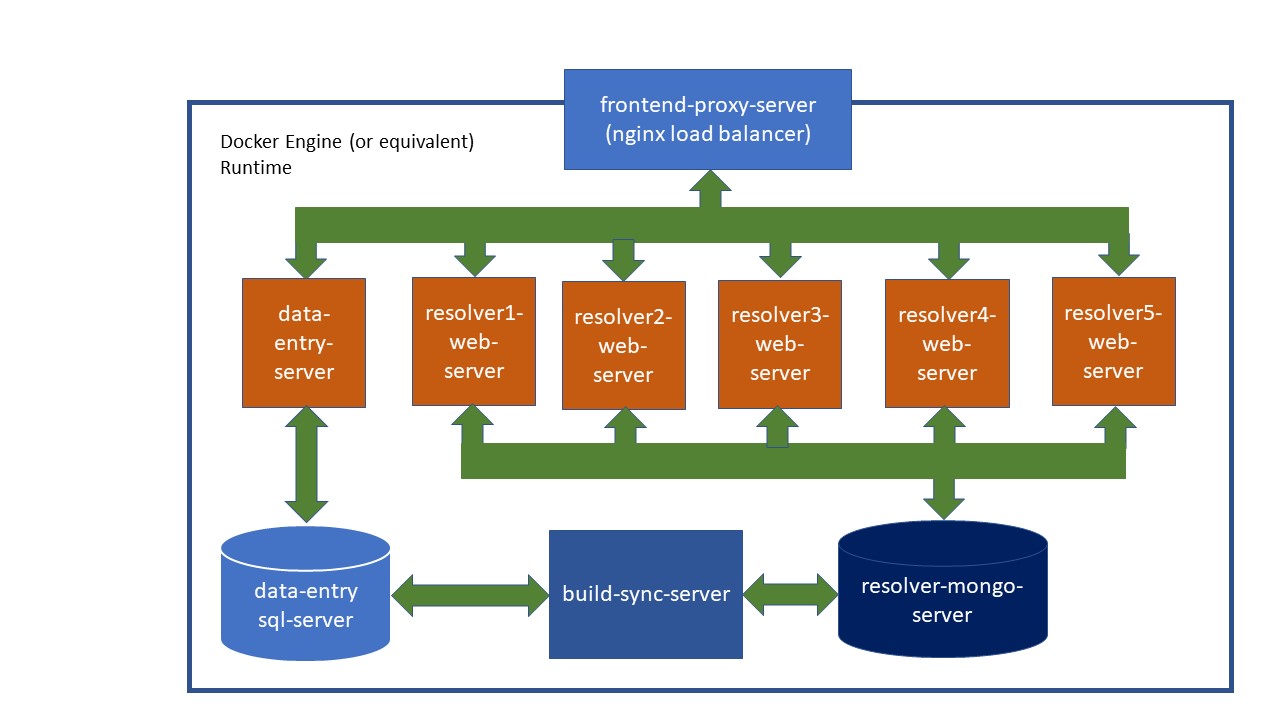 frontend-proxy-server
(nginx load balancer)
Docker Engine (or equivalent)
Runtime
data-
entry-
server
resolver1-
web-
server
resolver2-
web-
server
resolver3-
web-
server
resolver4-
web-
server
resolver5-
web-
server
data-entry
sql-server
build-sync-server
resolver-mongo-
server